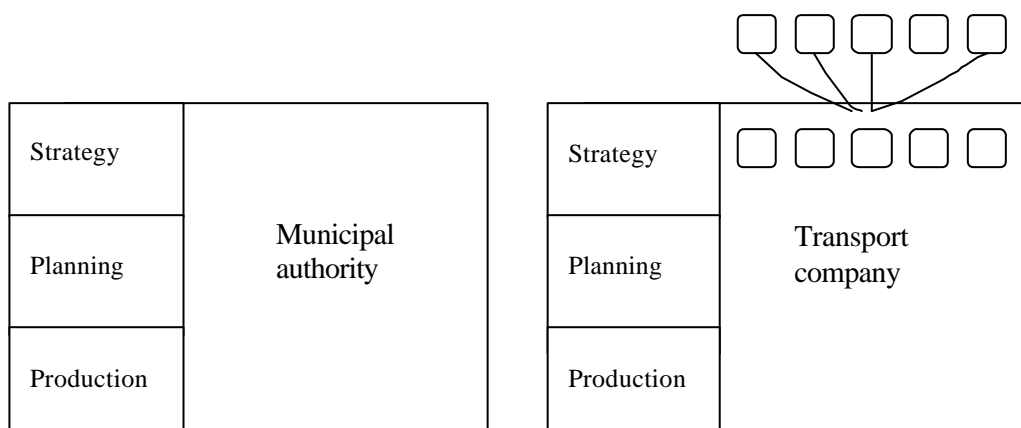 Strategy
Planning
Production
Municipal
authority
Strategy
Planning
Production
Transport
company